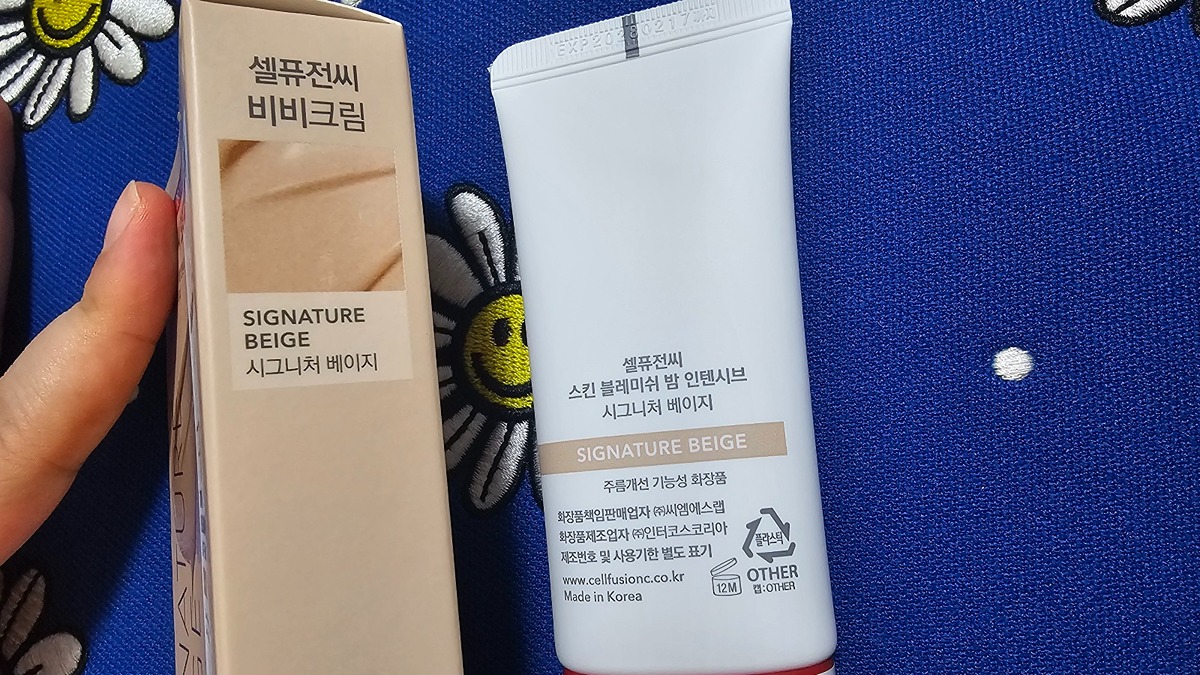 셀퓨전씨
비비크림
SIGNATURE
BEIGE
시그니처 베이지
셀퓨전씨
스킨 블레미쉬 밤 인텐시브
시그니처 베이지
SIGNATURE BEIGE
주름개선 기능성 화장품
화장품책임판매업자 ㈜씨엠에스랩
화장품제조업자 ㈜인터코스코리아
제조번호 및 사용기한 별도 표기
www.cellfusionc.co.kr
Made in Korea
12M
플라스틱
OTHER
캡:OTHER